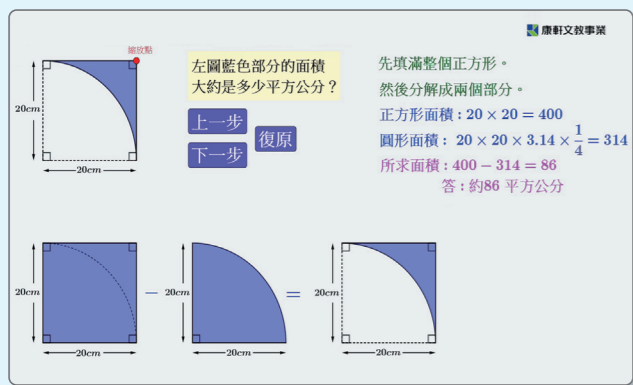 康軒文教事業
縮放點
20cm
20cm
左圖藍色部分的面積
大約是多少平方公分？
上一步
下一步
復原
先填滿整個正方形。
然後分解成兩個部分。
正方形面積：20 × 20 = 400
圓形面積： 20 × 20 × 3.14 × 1/4 = 314
所求面積：400 − 314 = 86
答：約86 平方公分
20cm
20cm
−
20cm
20cm
=
20cm
20cm